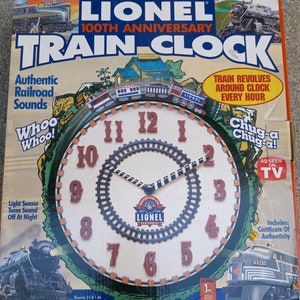 LIONEL
100TH ANNIVERSARY
TRAIN CLOCK
Authentic
Railroad
Sounds
TRAIN REVOLVES
AROUND CLOCK
EVERY HOUR
Whoo
Whoo!
Chug-a
Chug-a!
AS SEEN ON
TV
12
1
2
3
4
5
6
7
8
9
10
11
LIONEL
Light Sensor
Turns Sound
Off At Night
Includes:
Certificate Of
Authenticity